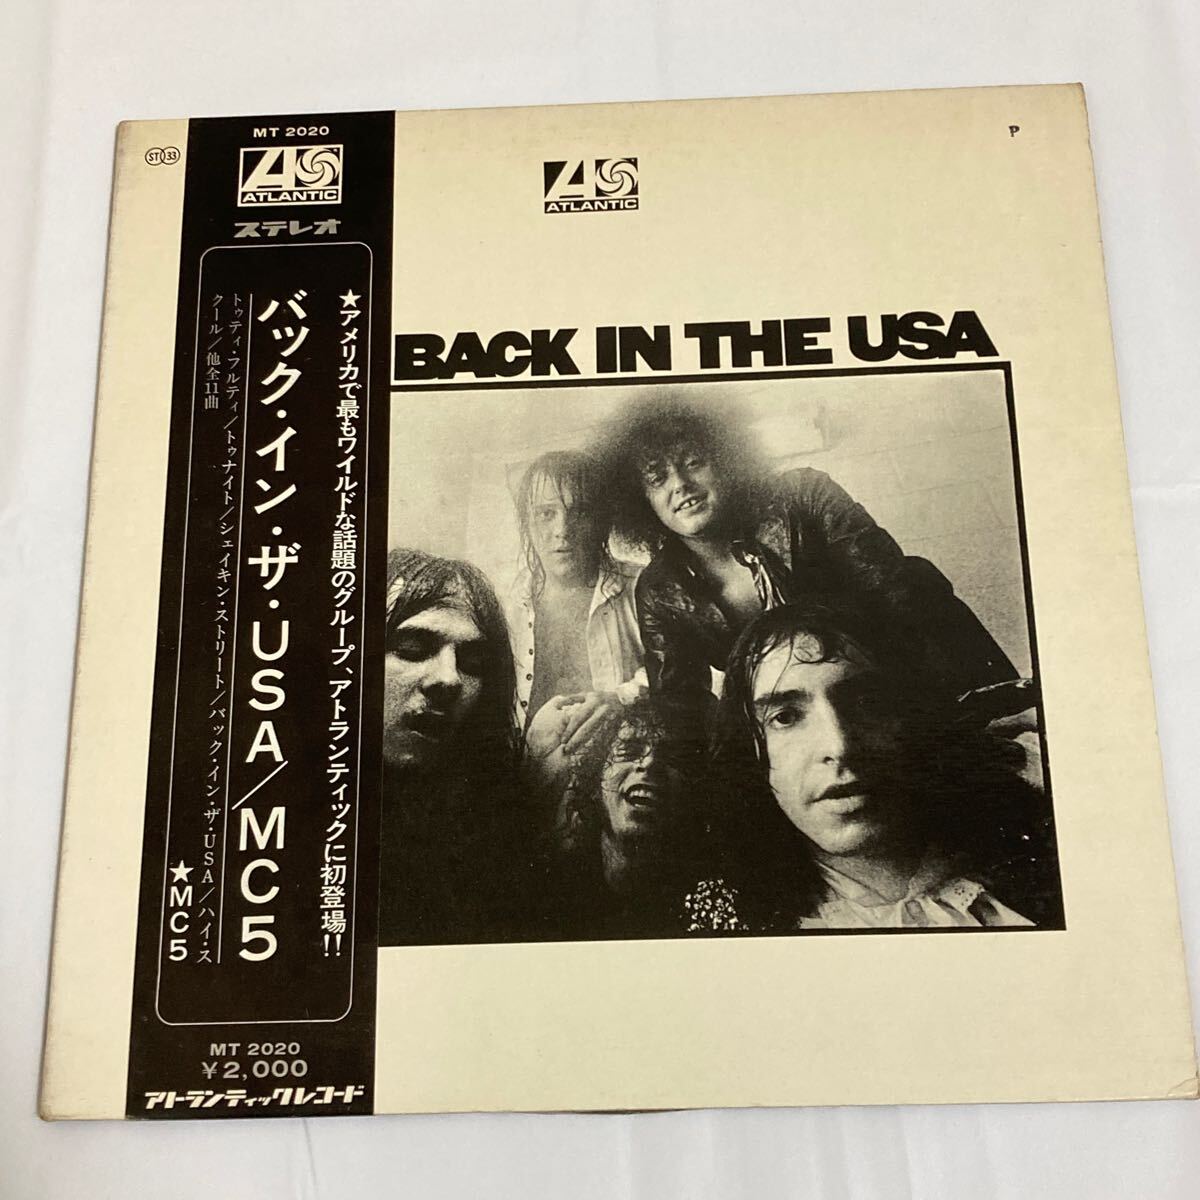 MT 2020
ATLANTIC
ステレオ
★アメリカで最もワイルドな話題のグループ、アトランティックに初登場!!
バック・イン・ザ・USA/MC5
トゥティ・フルティ/トゥナイト/シェイキン・ストリート/バック・イン・ザ・USA/ハイ・ス
クール/他全11曲
★MC5
MT 2020
¥2,000
アトランティックレコード
ST 33
ATLANTIC
P
BACK IN THE USA